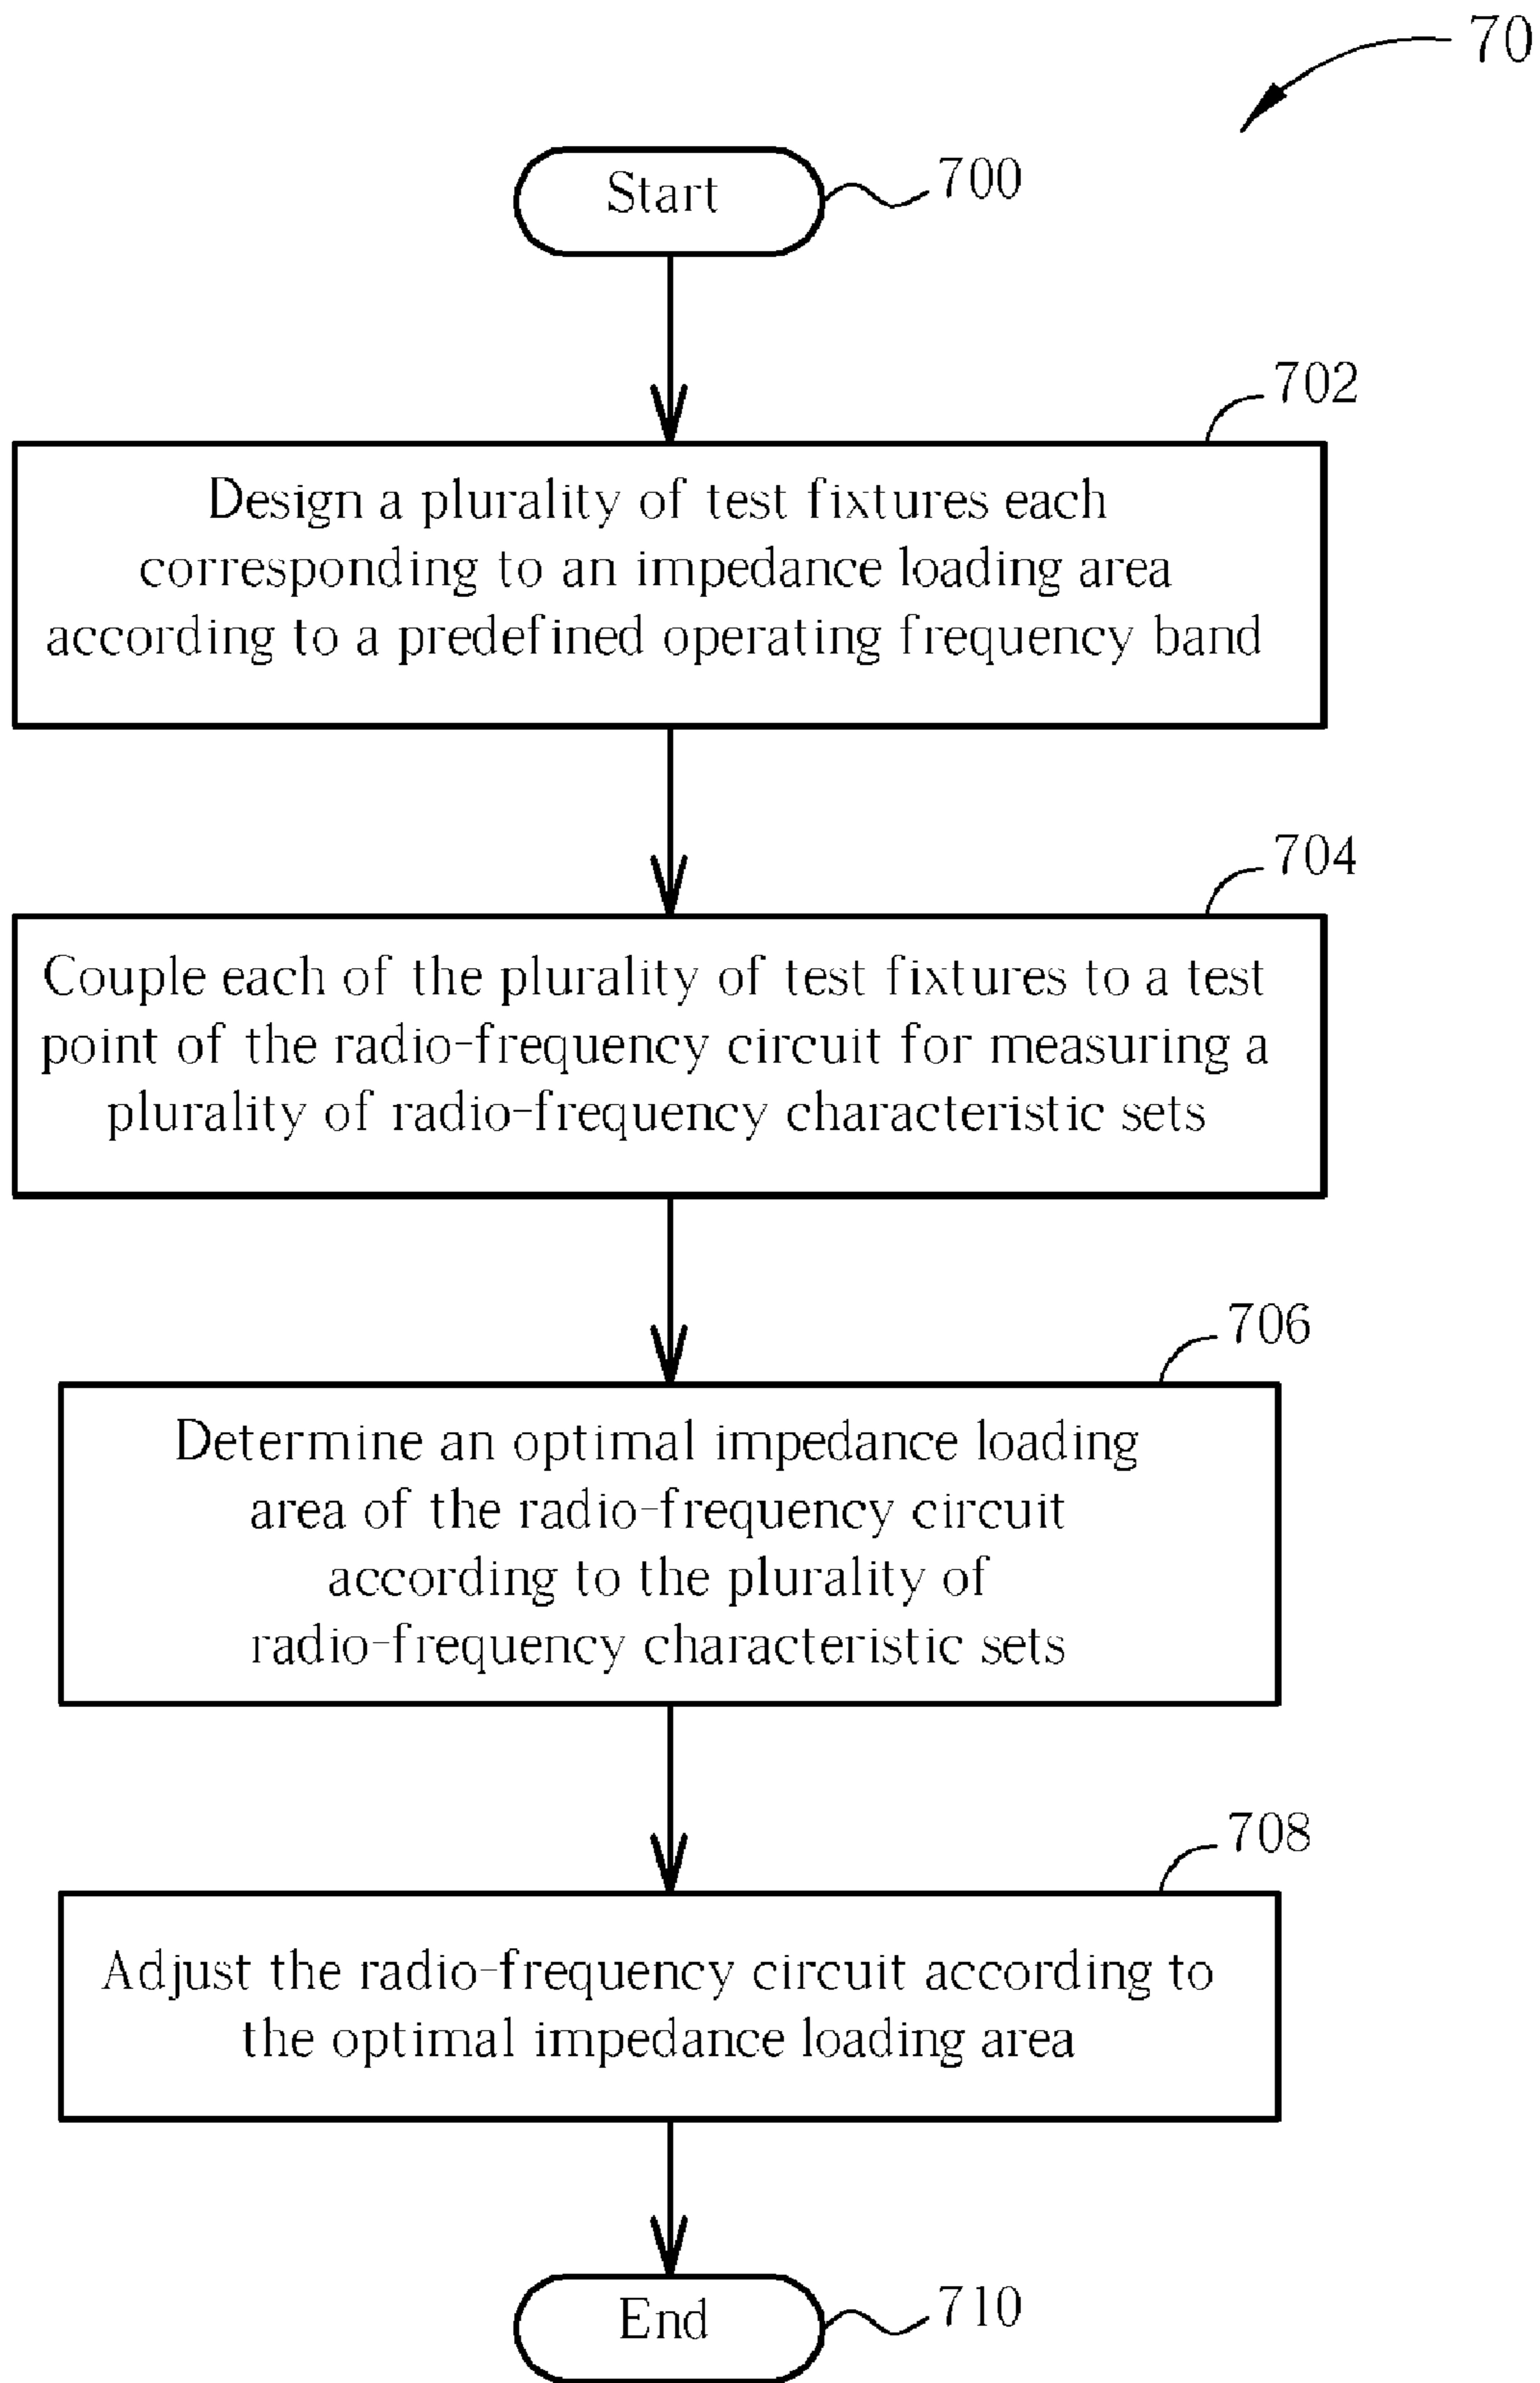 70
Start
700
702
Design a plurality of test fixtures each
corresponding to an impedance loading area
according to a predefined operating frequency band
704
Couple each of the plurality of test fixtures to a test
point of the radio-frequency circuit for measuring a
plurality of radio-frequency characteristic sets
706
Determine an optimal impedance loading
area of the radio-frequency circuit
according to the plurality of
radio-frequency characteristic sets
708
Adjust the radio-frequency circuit according to
the optimal impedance loading area
End
710